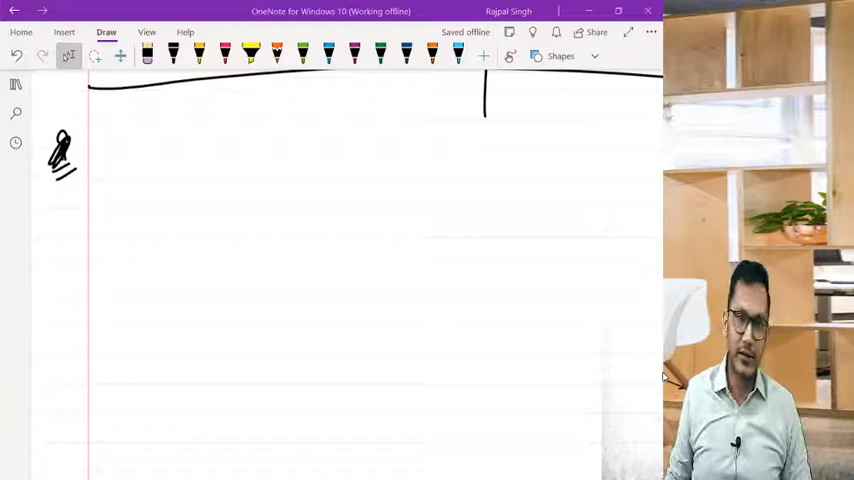 OneNote for Windows 10 (Working offline)
Rajpal Singh
Home Insert Draw View Help
Saved offline
Share
Shapes